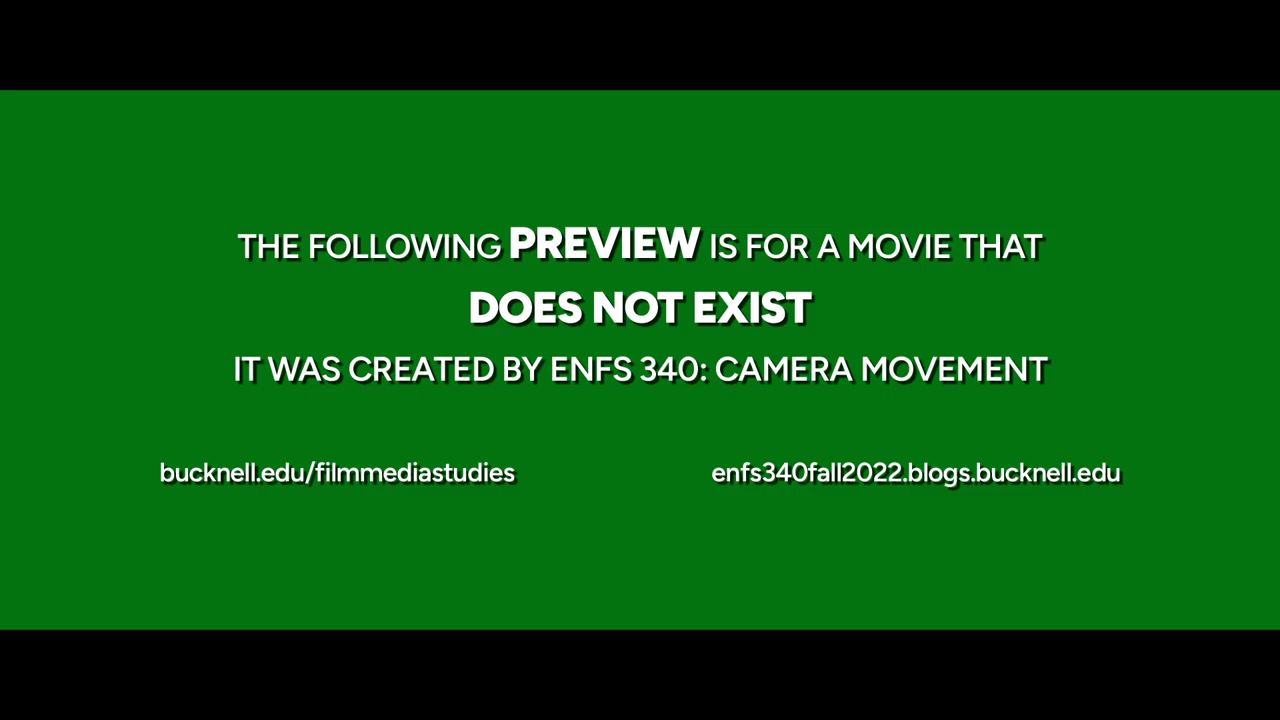 THE FOLLOWING PREVIEW IS FOR A MOVIE THAT
DOES NOT EXIST
IT WAS CREATED BY ENFS 340: CAMERA MOVEMENT
bucknell.edu/filmmediastudies
enfs340fall2022.blogs.bucknell.edu